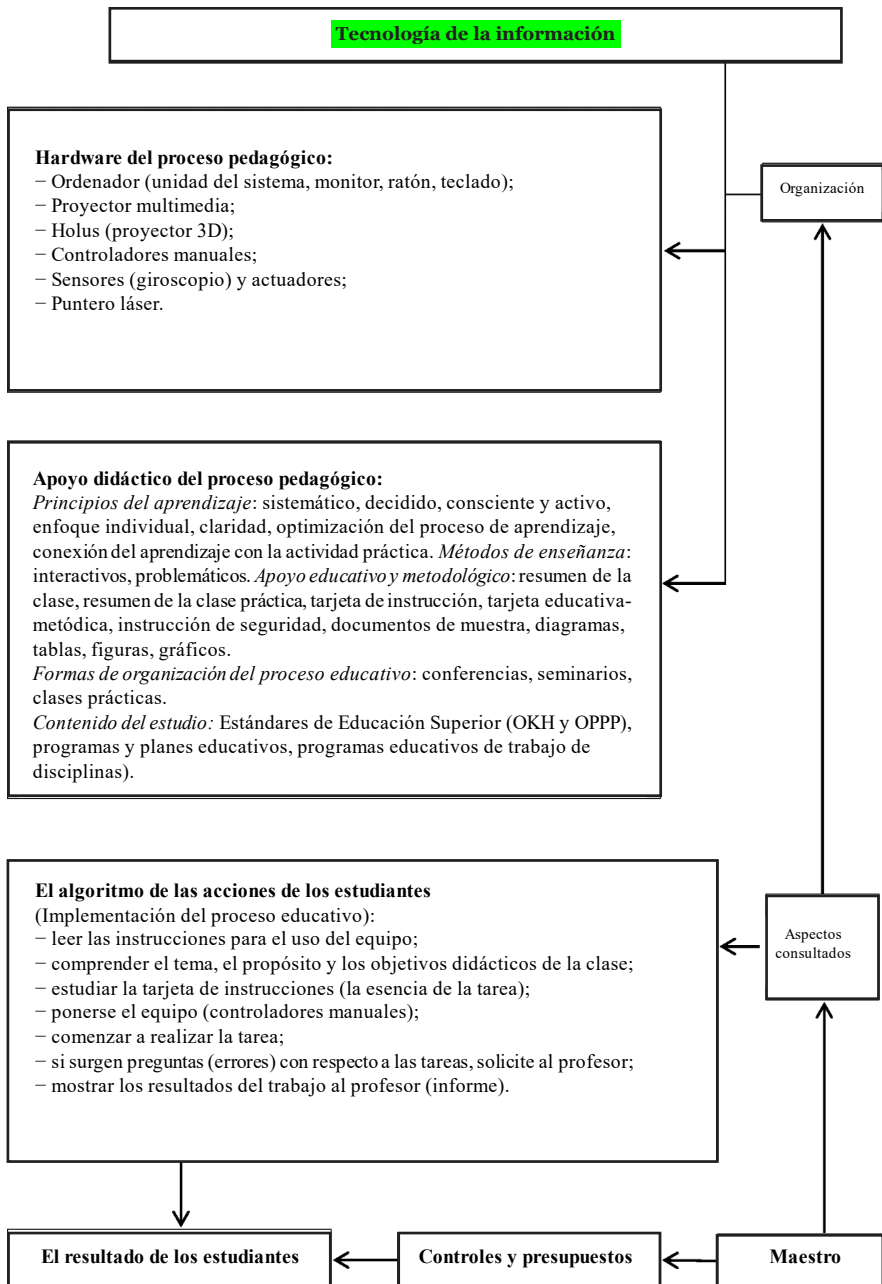 Tecnología de la información
Hardware del proceso pedagógico:
− Ordenador (unidad del sistema, monitor, ratón, teclado);
− Proyector multimedia;
− Holus (proyector 3D);
− Controladores manuales;
− Sensores (giroscopio) y actuadores;
− Puntero láser.
Organización
Apoyo didáctico del proceso pedagógico:
Principios del aprendizaje: sistemático, decidido, consciente y activo,
enfoque individual, claridad, optimización del proceso de aprendizaje,
conexión del aprendizaje con la actividad práctica. Métodos de enseñanza:
interactivos, problemáticos. Apoyo educativo y metodológico: resumen de la
clase, resumen de la clase práctica, tarjeta de instrucción, tarjeta educativa-
metódica, instrucción de seguridad, documentos de muestra, diagramas,
tablas, figuras, gráficos.
Formas de organización del proceso educativo: conferencias, seminarios,
clases prácticas.
Contenido del estudio: Estándares de Educación Superior (OKH y OPPP),
programas y planes educativos, programas educativos de trabajo de
disciplinas).
El algoritmo de las acciones de los estudiantes
(Implementación del proceso educativo):
− leer las instrucciones para el uso del equipo;
− comprender el tema, el propósito y los objetivos didácticos de la clase;
− estudiar la tarjeta de instrucciones (la esencia de la tarea);
− ponerse el equipo (controladores manuales);
− comenzar a realizar la tarea;
− si surgen preguntas (errores) con respecto a las tareas, solicite al profesor;
− mostrar los resultados del trabajo al profesor (informe).
Aspectos
consultados
El resultado de los estudiantes
Controles y presupuestos
Maestro